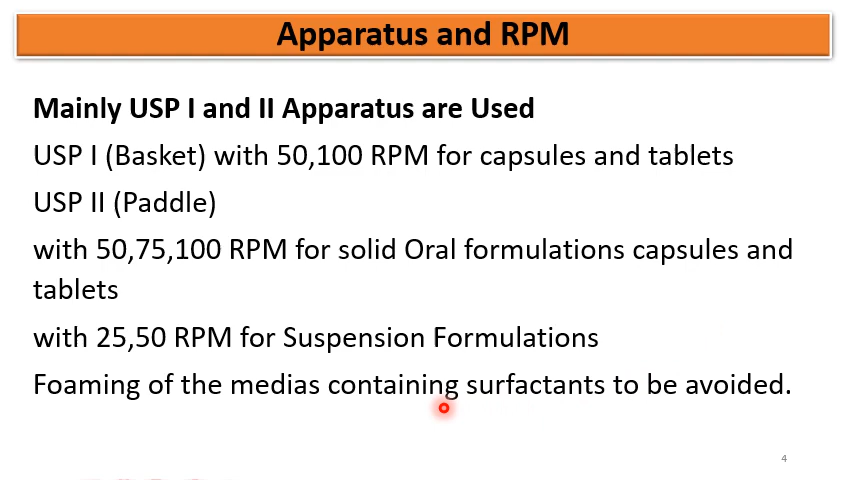 Apparatus and RPM
Mainly USP I and II Apparatus are Used
USP I (Basket) with 50,100 RPM for capsules and tablets
USP II (Paddle)
with 50,75,100 RPM for solid Oral formulations capsules and
tablets
with 25,50 RPM for Suspension Formulations
Foaming of the medias containing surfactants to be avoided.
4